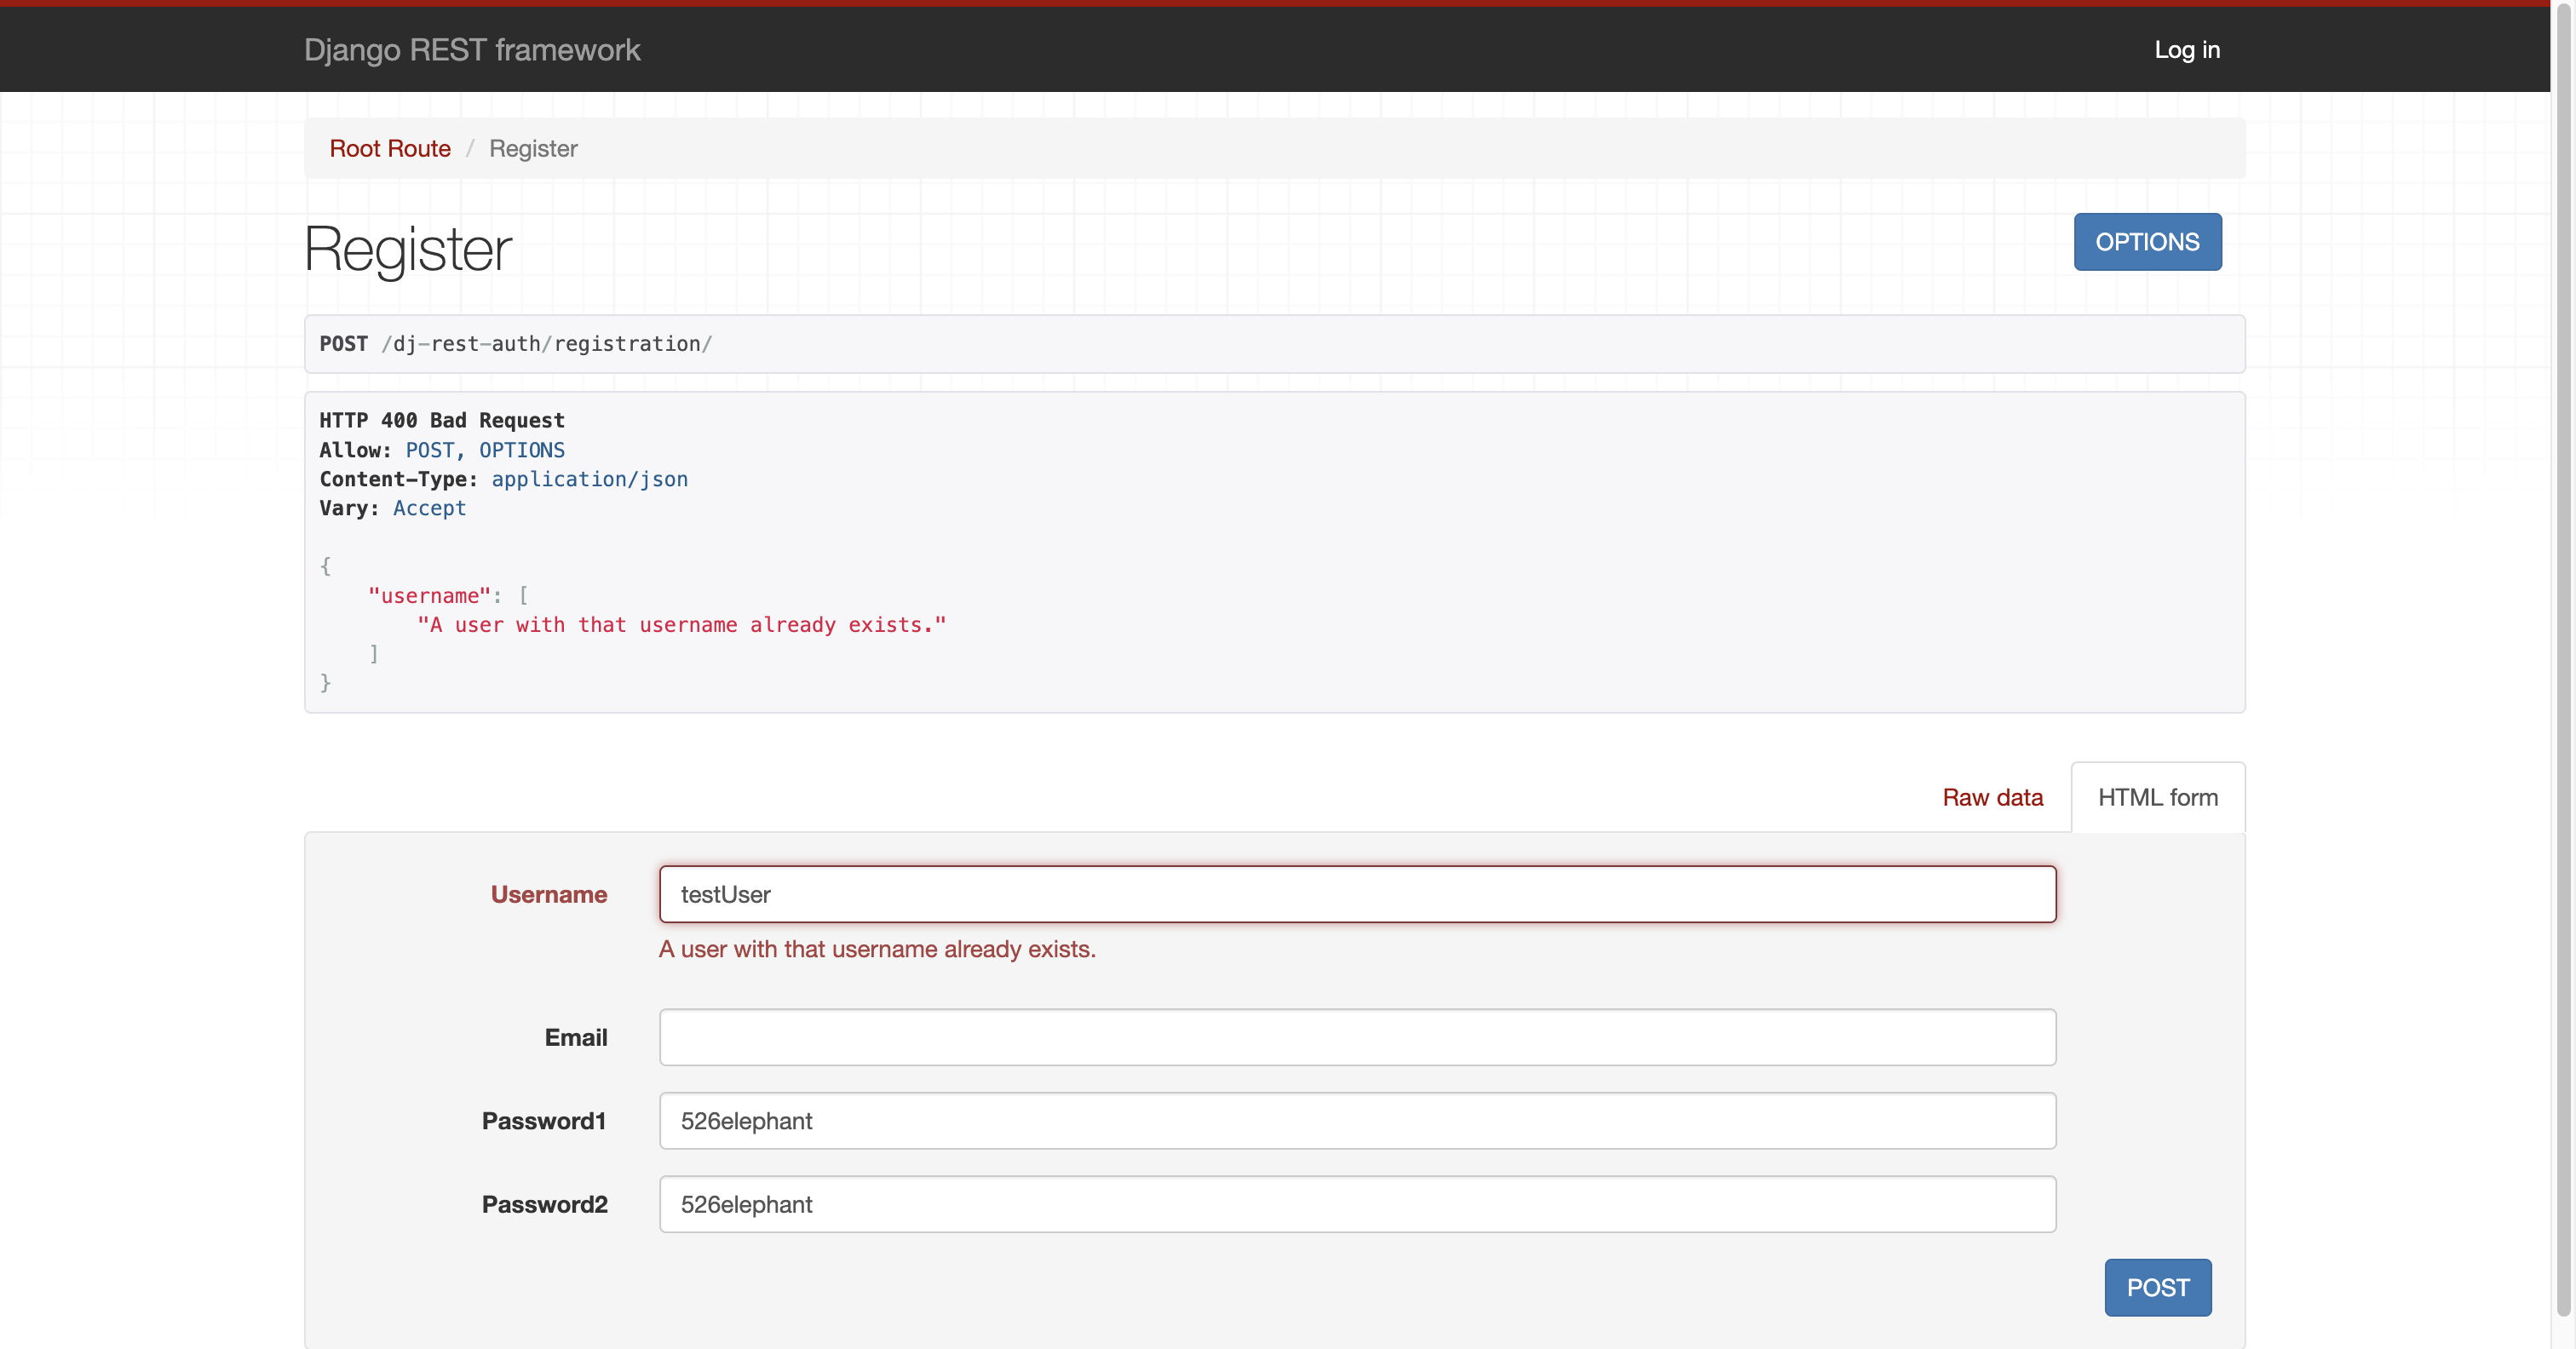 Django REST framework
Log in
Root Route / Register
Register
OPTIONS
POST /dj-rest-auth/registration/
HTTP 400 Bad Request
Allow: POST, OPTIONS
Content-Type: application/json
Vary: Accept
{
"username": [
"A user with that username already exists."
]
}
Raw data
HTML form
Username
testUser
A user with that username already exists.
Email
Password1
526elephant
Password2
526elephant
POST